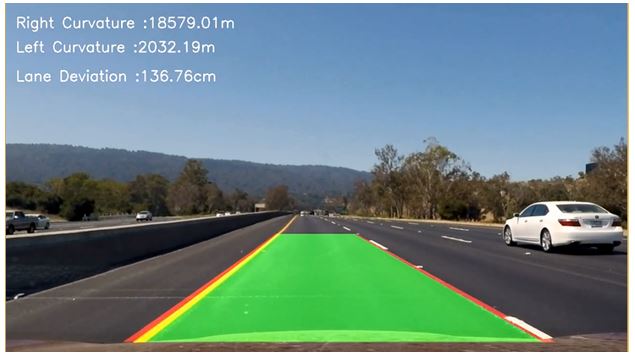 Right Curvature :18579.01m
Left Curvature :2032.19m
Lane Deviation :136.76cm